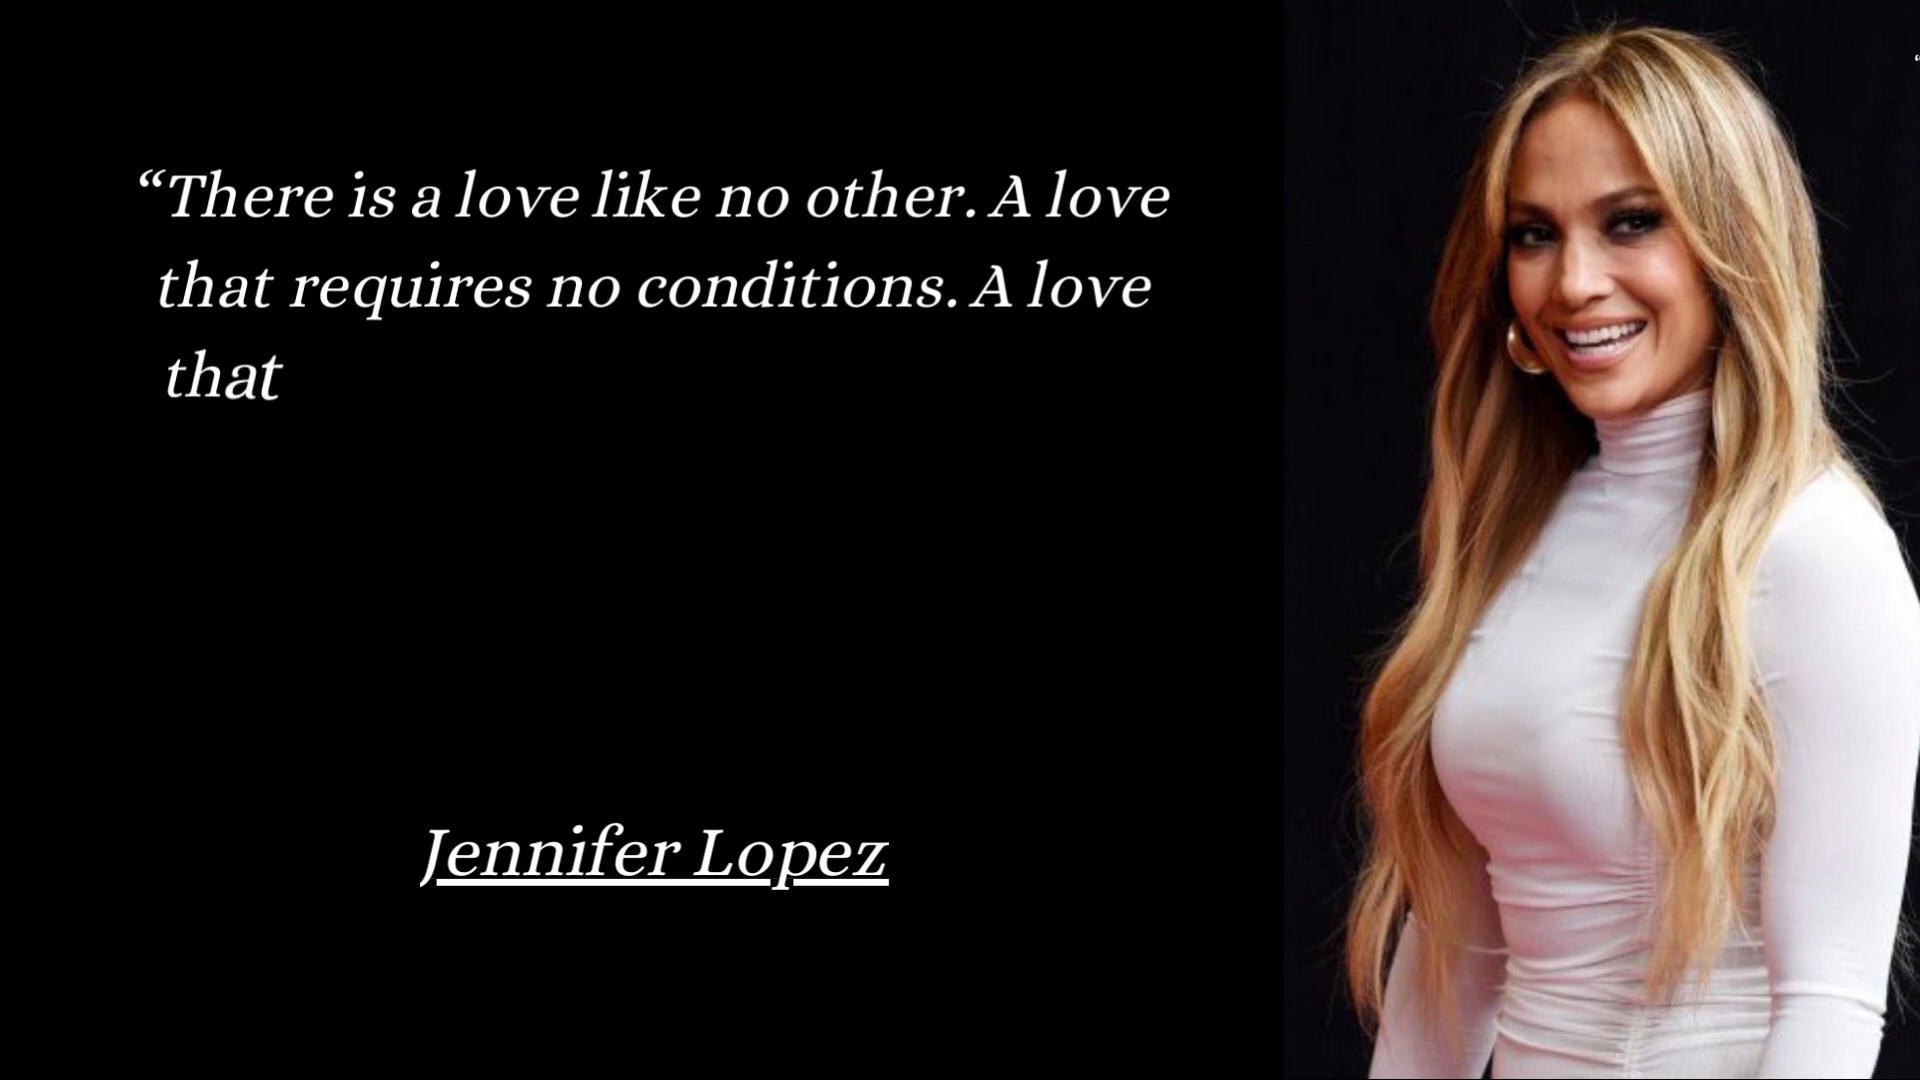 “There is a love like no other. A love
that requires no conditions. A love
that
Jennifer Lopez
“